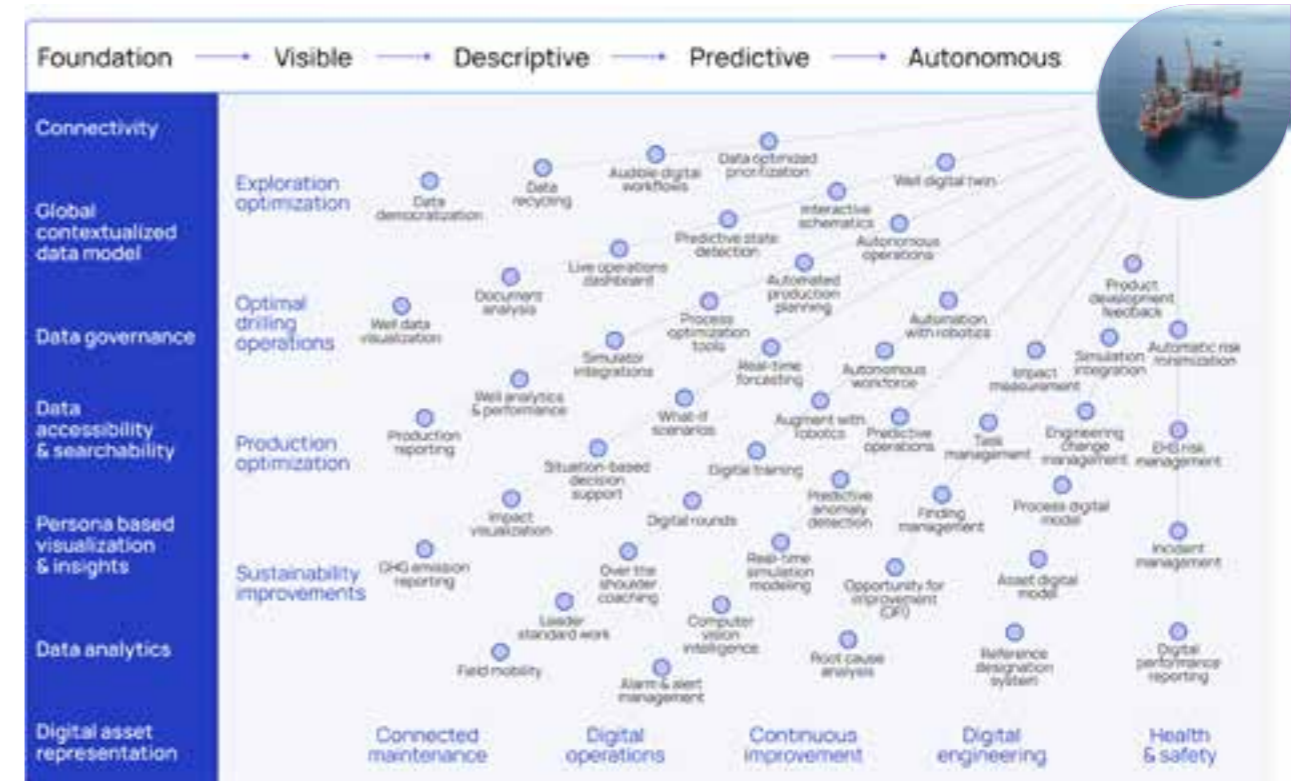 Foundation
Visible
Descriptive
Predictive
Autonomous
Connectivity
Global
contextualized
data model
Data governance
Data
accessibility
& searchability
Persona based
visualization
& insights
Data analytics
Digital asset
representation
Exploration
optimization
Data
democratization
Data
recycling
Audible digital
workflows
Data optimized
prioritization
Well digital twin
Optimal
drilling
operations
Well data
visualization
Document
analysis
Live operations
dashboard
Predictive state
detection
Interactive
schematics
Production
optimization
Production
reporting
Well analytics
& performance
Simulator
integrations
Process
optimization
tools
Automated
production
planning
Autonomous
operations
Sustainability
improvements
GHG emission
reporting
Impact
visualization
Situation-based
decision
support
What-if
scenarios
Real-time
forcasting
Connected
maintenance
Field mobility
Leader
standard work
Over the
shoulder
coaching
Digital rounds
Digital training
Augment with
robotcs
Autonomous
workforce
Automation
with robotics
Digital
operations
Alarm & alert
management
Computer
vision
intelligence
Real-time
simulation
modeling
Predictive
anomaly
detection
Predictive
operations
Continuous
improvement
Root cause
analysis
Opportunity for
improvement
(OFI)
Finding
management
Task
management
Impact
measurement
Digital
engineering
Reference
designation
system
Asset digital
model
Process digital
model
Engineering
change
management
Simulation
integration
Product
development
feedback
Health
& safety
Digital
performance
reporting
Incident
management
risk
management
Automatic risk
minimization